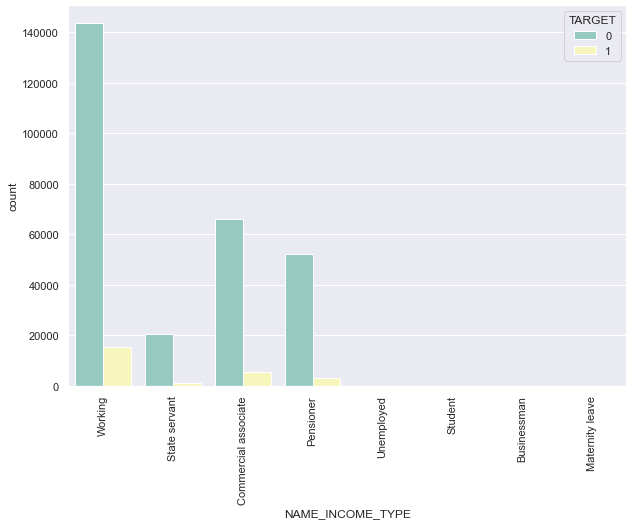 TARGET
0
1
140000
120000
100000
80000
60000
40000
20000
0
count
Working
State servant
Commercial associate
Pensioner
Unemployed
Student
Businessman
Maternity leave
NAME_INCOME_TYPE